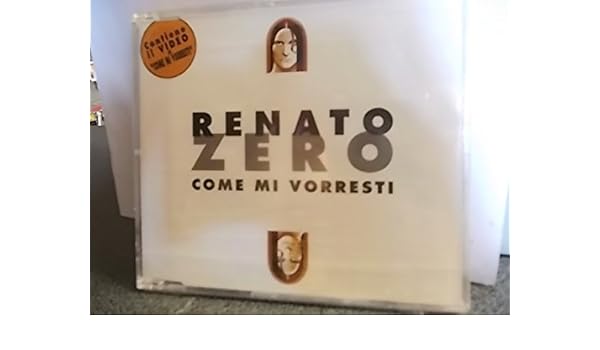 Contiene
il VIDEO
"COME MI VORRESTI"
RENATO
ZERO
COME MI VORRESTI